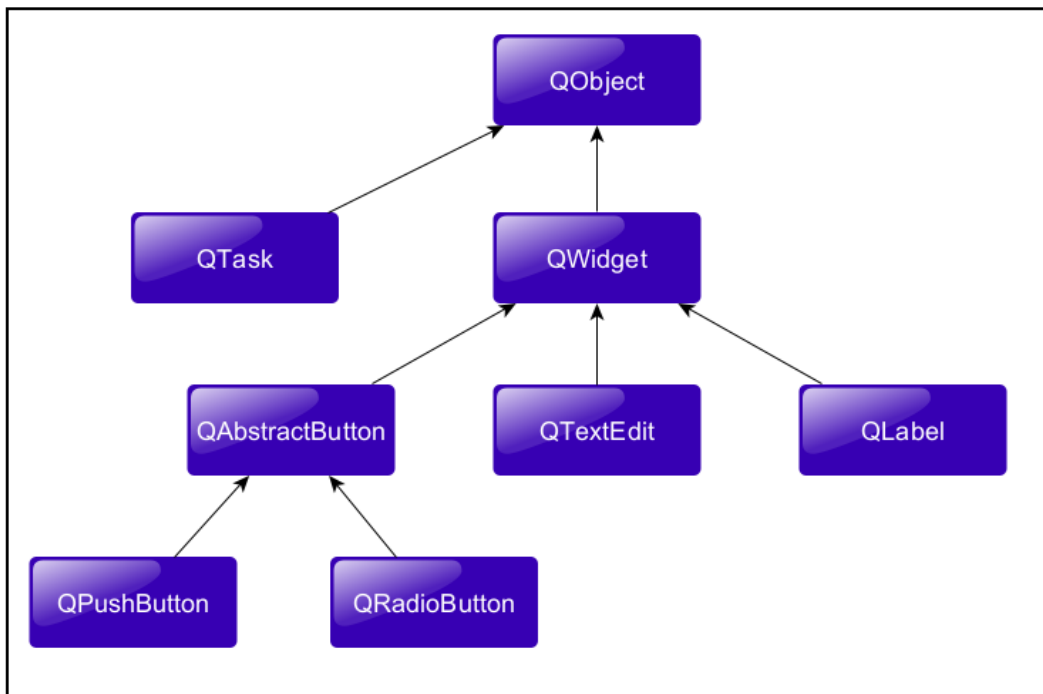 QObject
QTask
QWidget
QAbstractButton
QTextEdit
QLabel
QPushButton
QRadioButton